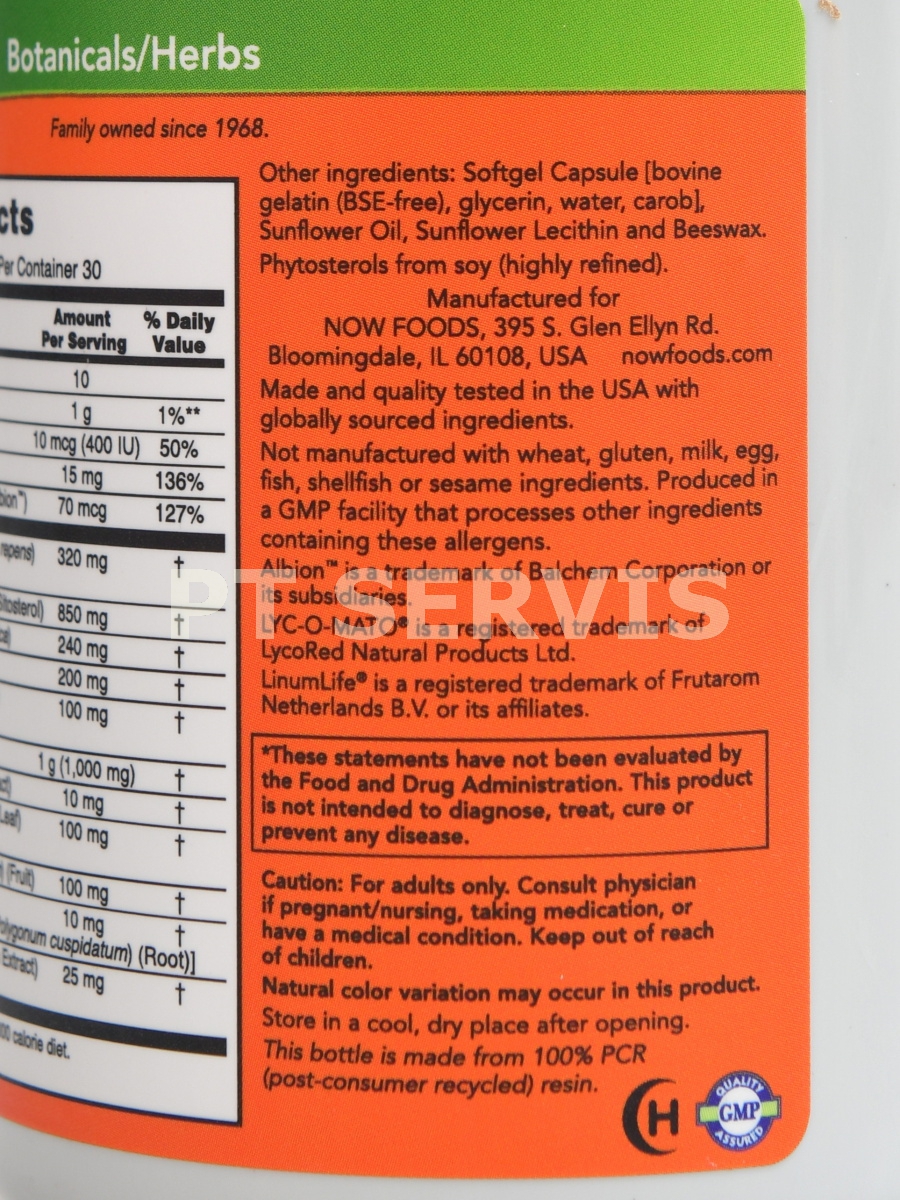 Botanicals/Herbs
Family owned since 1968.
cts
Per Container 30
Amount
Per Serving
% Daily
Value
10
1 g 1%**
10 mcg (400 IU) 50%
15 mg 136%
bion™) 70 mcg 127%
repens) 320 mg †
Sitosterol) 850 mg †
240 mg †
200 mg †
100 mg †
1 g (1,000 mg) †
10 mg †
Leaf) 100 mg †
(Fruit) 100 mg †
10 mg †
olygonum cuspidatum) (Root)]
Extract) 25 mg †
00 calorie diet.
Other ingredients: Softgel Capsule [bovine
gelatin (BSE-free), glycerin, water, carob],
Sunflower Oil, Sunflower Lecithin and Beeswax.
Phytosterols from soy (highly refined).
Manufactured for
NOW FOODS, 395 S. Glen Ellyn Rd.
Bloomingdale, IL 60108, USA nowfoods.com
Made and quality tested in the USA with
globally sourced ingredients.
Not manufactured with wheat, gluten, milk, egg,
fish, shellfish or sesame ingredients. Produced in
a GMP facility that processes other ingredients
containing these allergens.
Albion™ is a trademark of Balchem Corporation or
its subsidiaries.
PT SERVIS
LYC-O-MATO® is a registered trademark of
LycoRed Natural Products Ltd.
LinumLife® is a registered trademark of Frutarom
Netherlands B.V. or its affiliates.
*These statements have not been evaluated by
the Food and Drug Administration. This product
is not intended to diagnose, treat, cure or
prevent any disease.
Caution: For adults only. Consult physician
if pregnant/nursing, taking medication, or
have a medical condition. Keep out of reach
of children.
Natural color variation may occur in this product.
Store in a cool, dry place after opening.
This bottle is made from 100% PCR
(post-consumer recycled) resin.
H
QUALITY
GMP
ASSURED